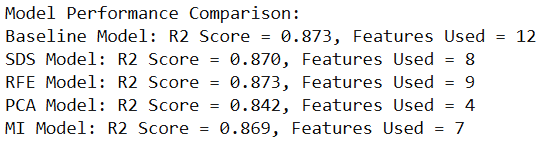 Model Performance Comparison:
Baseline Model: R2 Score = 0.873, Features Used = 12
SDS Model: R2 Score = 0.870, Features Used = 8
RFE Model: R2 Score = 0.873, Features Used = 9
PCA Model: R2 Score = 0.842, Features Used = 4
MI Model: R2 Score = 0.869, Features Used = 7